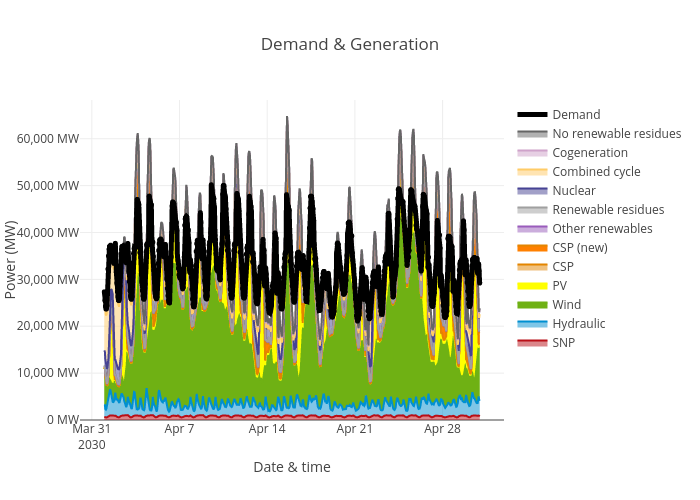 Demand & Generation
60,000 MW
50,000 MW
40,000 MW
30,000 MW
20,000 MW
10,000 MW
0 MW
Power (MW)
Mar 31
2030
Apr 7
Apr 14
Apr 21
Apr 28
Date & time
Demand
No renewable residues
Cogeneration
Combined cycle
Nuclear
Renewable residues
Other renewables
CSP (new)
CSP
PV
Wind
Hydraulic
SNP